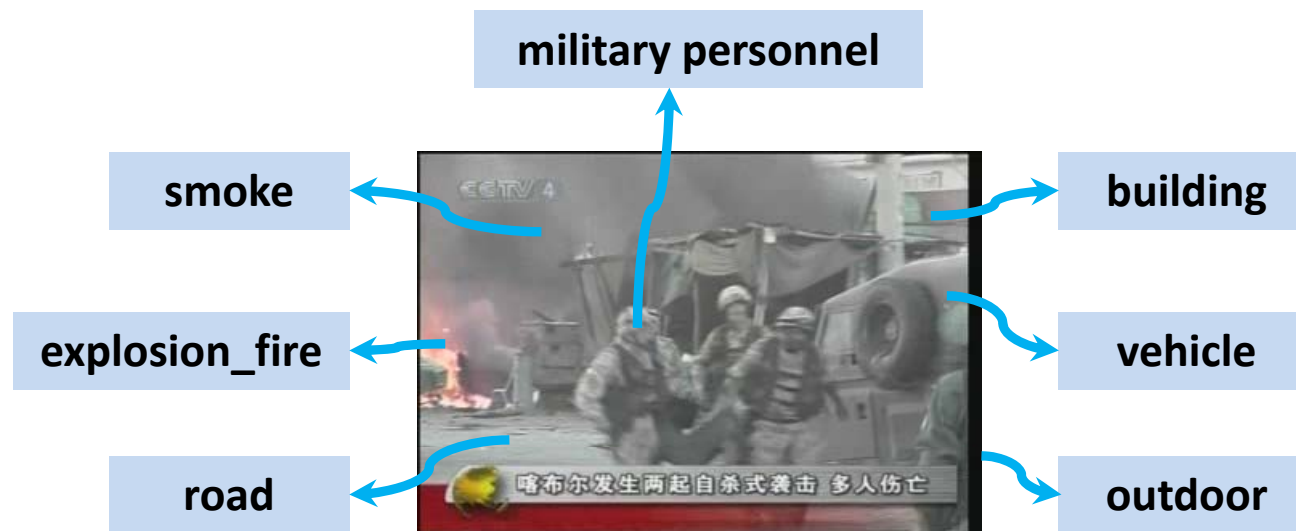 military personnel
smoke
building
CCTV 4
explosion_fire
vehicle
喀布尔发生两起自杀式袭击 多人伤亡
road
outdoor